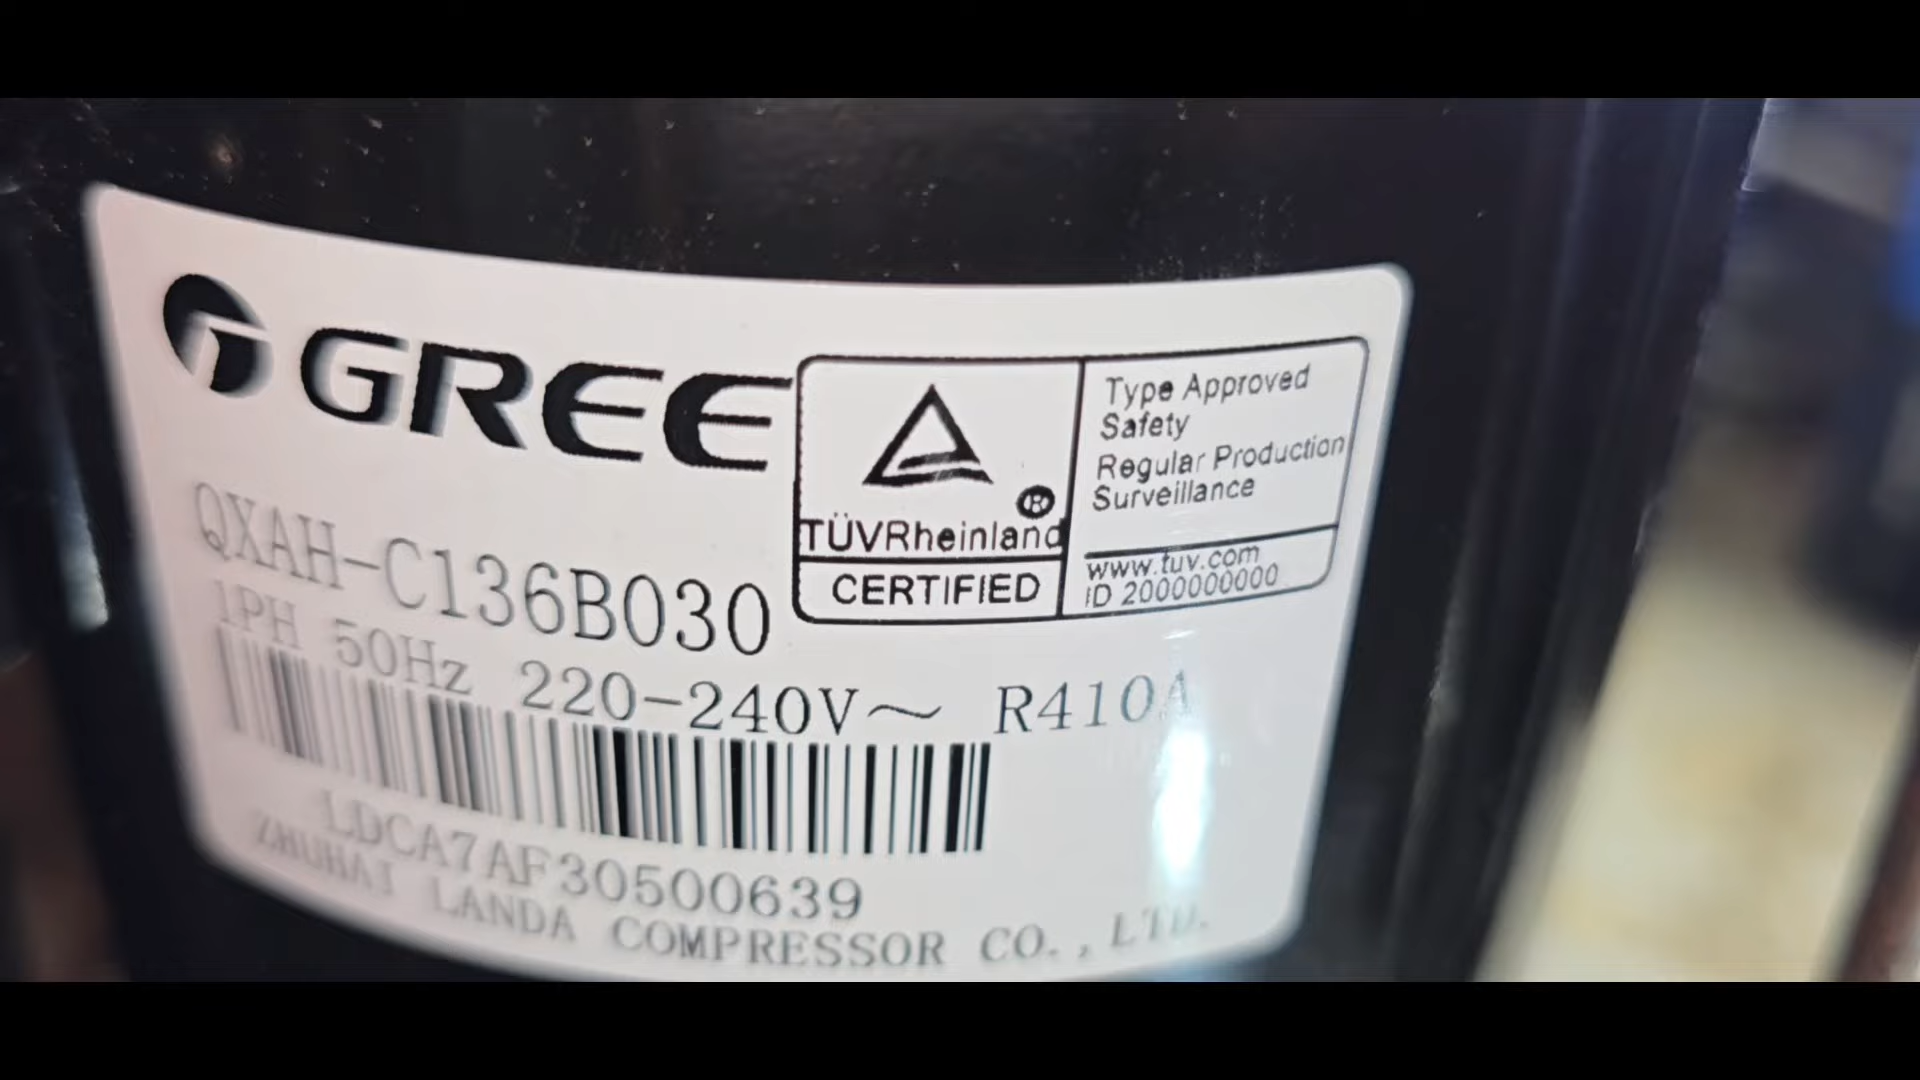 GREE
TÜVRheinland
®
CERTIFIED
Type Approved
Safety
Regular Production
Surveillance
www.tuv.com
ID 2000000000
QXAH-C136B030
1PH 50Hz 220-240V～ R410A
LDCA7AF30500639
ZHUHAI LANDA COMPRESSOR CO., LTD.